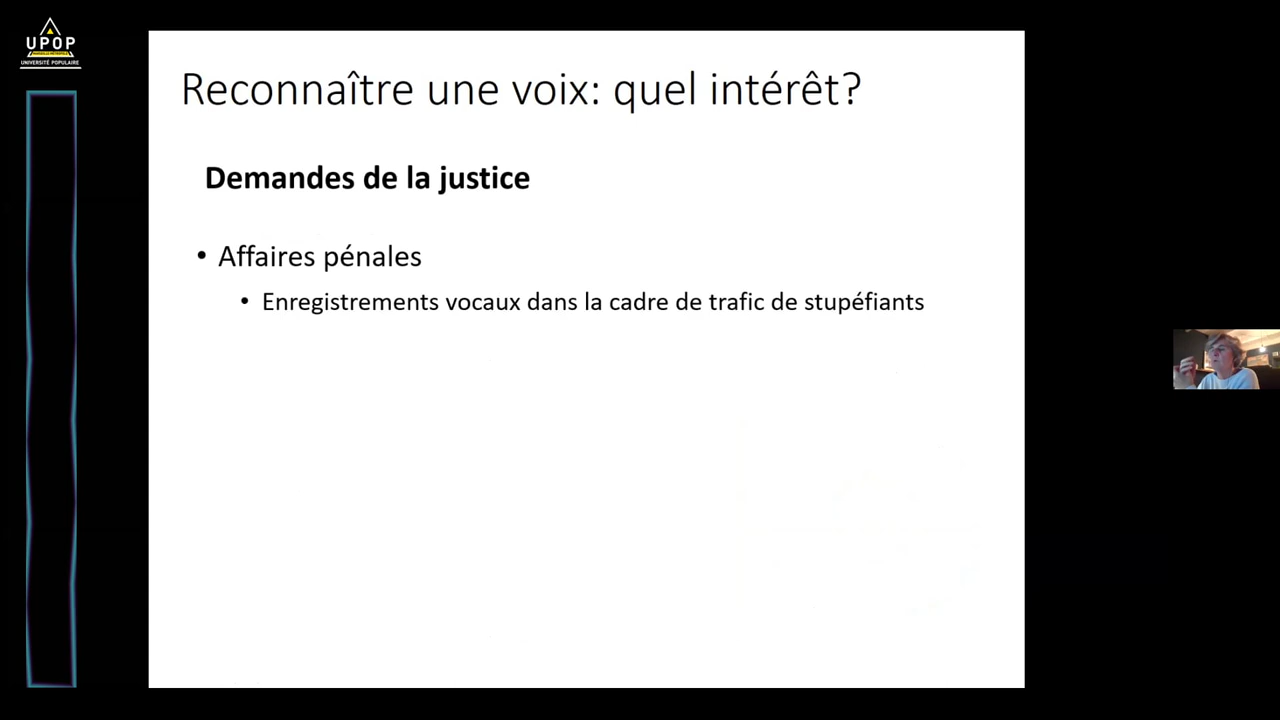 UPOP
UNIVERSITÉ POPULAIRE
Reconnaître une voix: quel intérêt?
Demandes de la justice
• Affaires pénales
• Enregistrements vocaux dans la cadre de trafic de stupéfiants